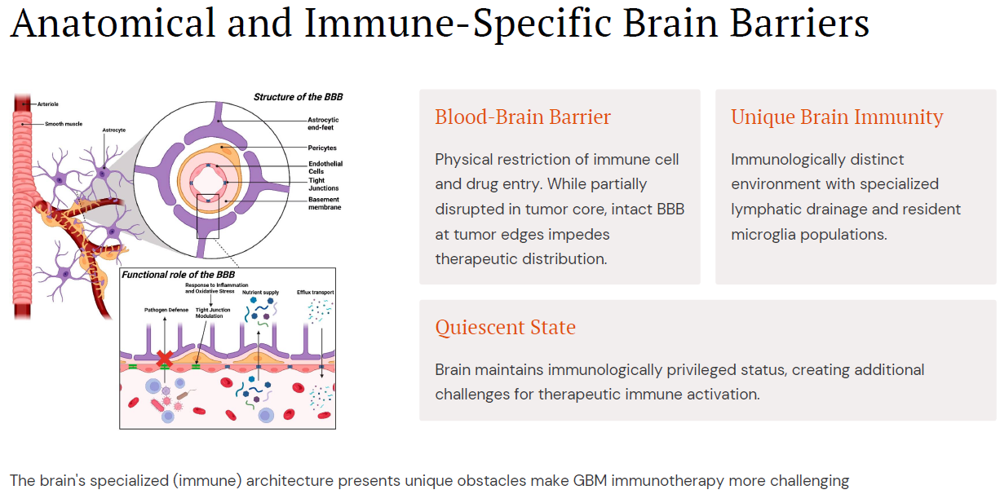 Anatomical and Immune-Specific Brain Barriers
Structure of the BBB
Arteriole
Smooth muscle
Astrocyte
Astrocytic
end-feet
Pericytes
Endothelial
Cells
Tight
Junctions
Basement
membrane
Functional role of the BBB
Response to Inflammation
and Oxidative Stress
Nutrient supply
Efflux transport
Pathogen Defense
Tight Junction
Modulation
Blood-Brain Barrier
Physical restriction of immune cell
and drug entry. While partially
disrupted in tumor core, intact BBB
at tumor edges impedes
therapeutic distribution.
Unique Brain Immunity
Immunologically distinct
environment with specialized
lymphatic drainage and resident
microglia populations.
Quiescent State
Brain maintains immunologically privileged status, creating additional
challenges for therapeutic immune activation.
The brain's specialized (immune) architecture presents unique obstacles make GBM immunotherapy more challenging